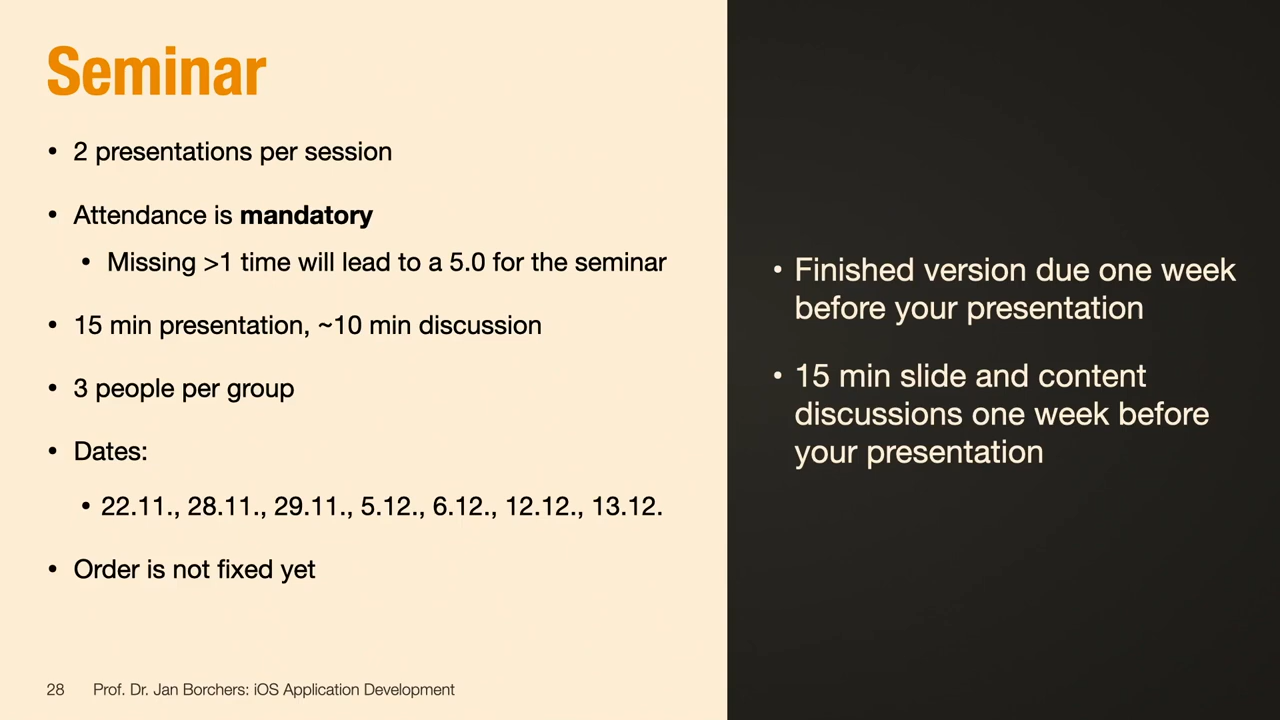 Seminar
• 2 presentations per session
• Attendance is mandatory
• Missing >1 time will lead to a 5.0 for the seminar
• 15 min presentation, ~10 min discussion
• 3 people per group
• Dates:
• 22.11., 28.11., 29.11., 5.12., 6.12., 12.12., 13.12.
• Order is not fixed yet
• Finished version due one week
before your presentation
• 15 min slide and content
discussions one week before
your presentation
28 Prof. Dr. Jan Borchers: iOS Application Development